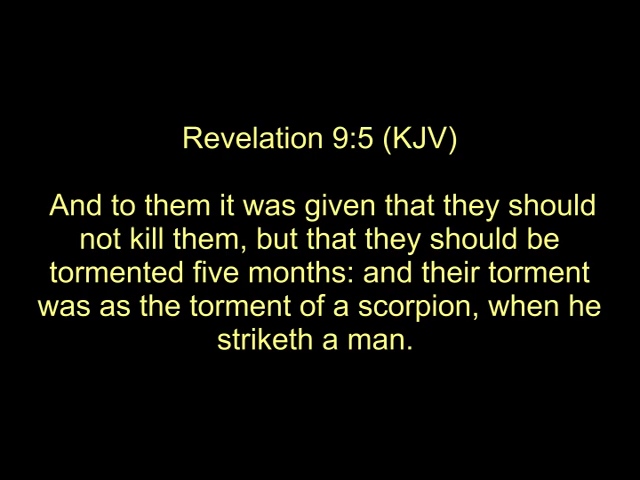 Revelation 9:5 (KJV)
And to them it was given that they should
not kill them, but that they should be
tormented five months: and their torment
was as the torment of a scorpion, when he
striketh a man.